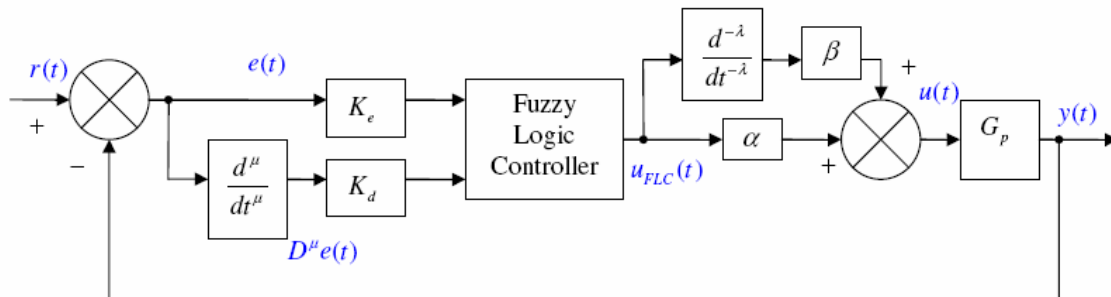 r(t)
+
−
e(t)
d^μ
dt^μ
D^μ e(t)
K_e
K_d
Fuzzy
Logic
Controller
u_FLC(t)
d^−λ
dt^−λ
β
α
+
+
u(t)
G_p
y(t)